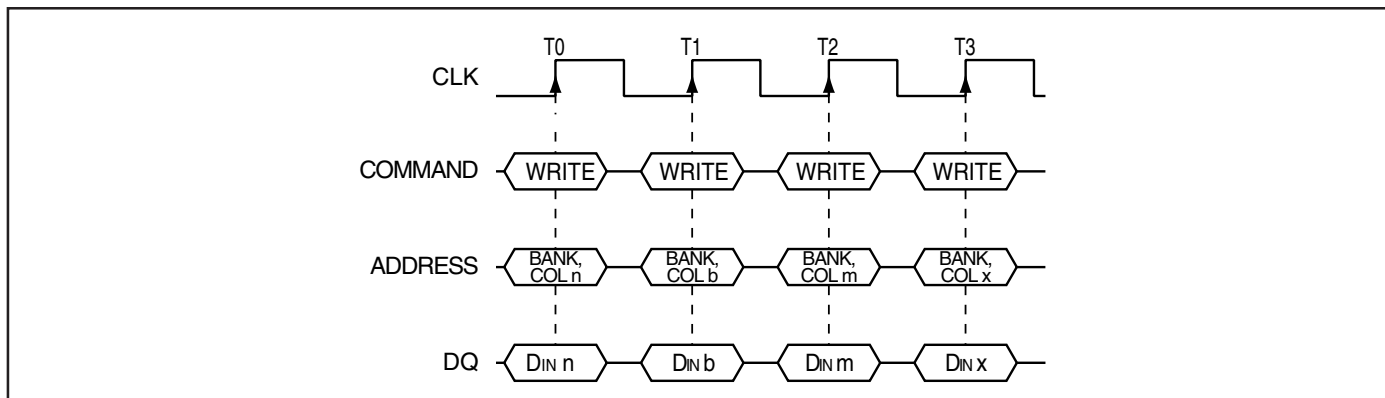 T0 T1 T2 T3
CLK
COMMAND WRITE WRITE WRITE WRITE
ADDRESS BANK, COL n BANK, COL b BANK, COL m BANK, COL x
DQ DIN n DIN b DIN m DIN x